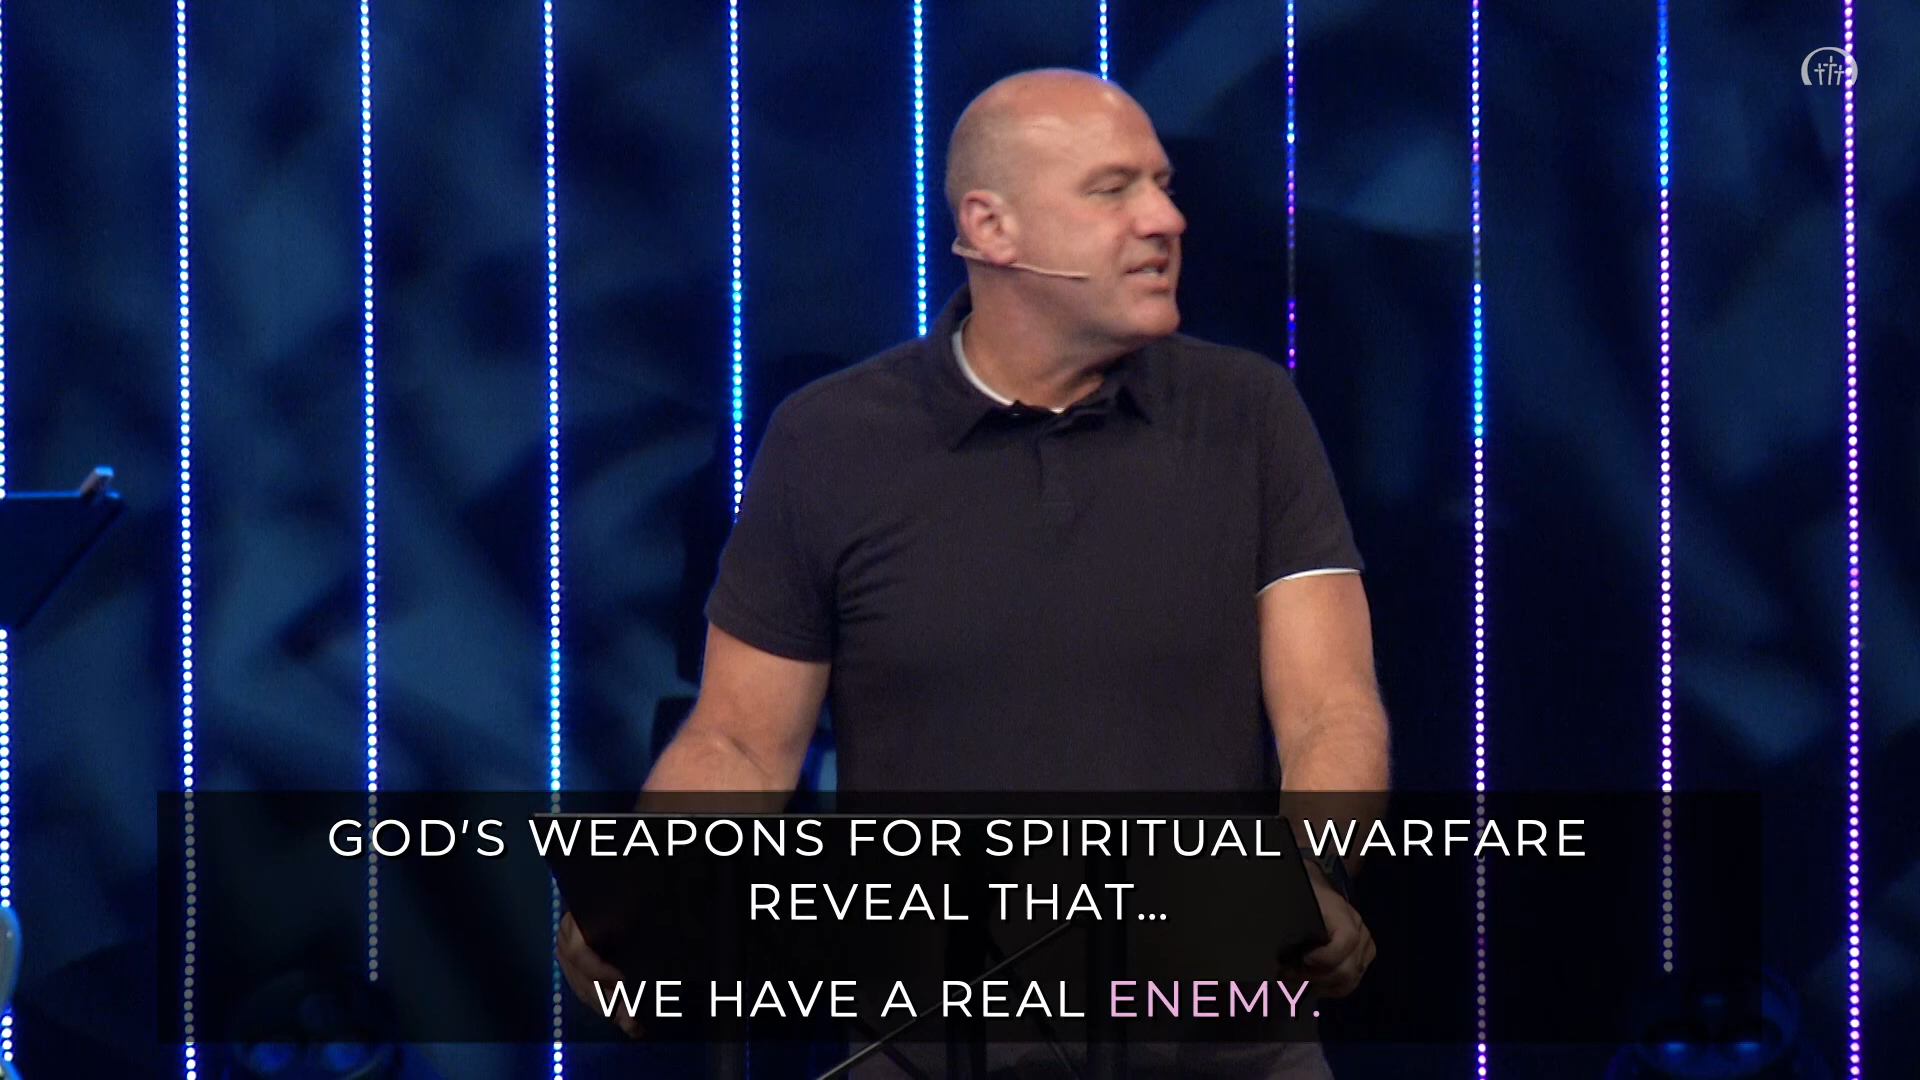 GOD'S WEAPONS FOR SPIRITUAL WARFARE
REVEAL THAT...
WE HAVE A REAL ENEMY.